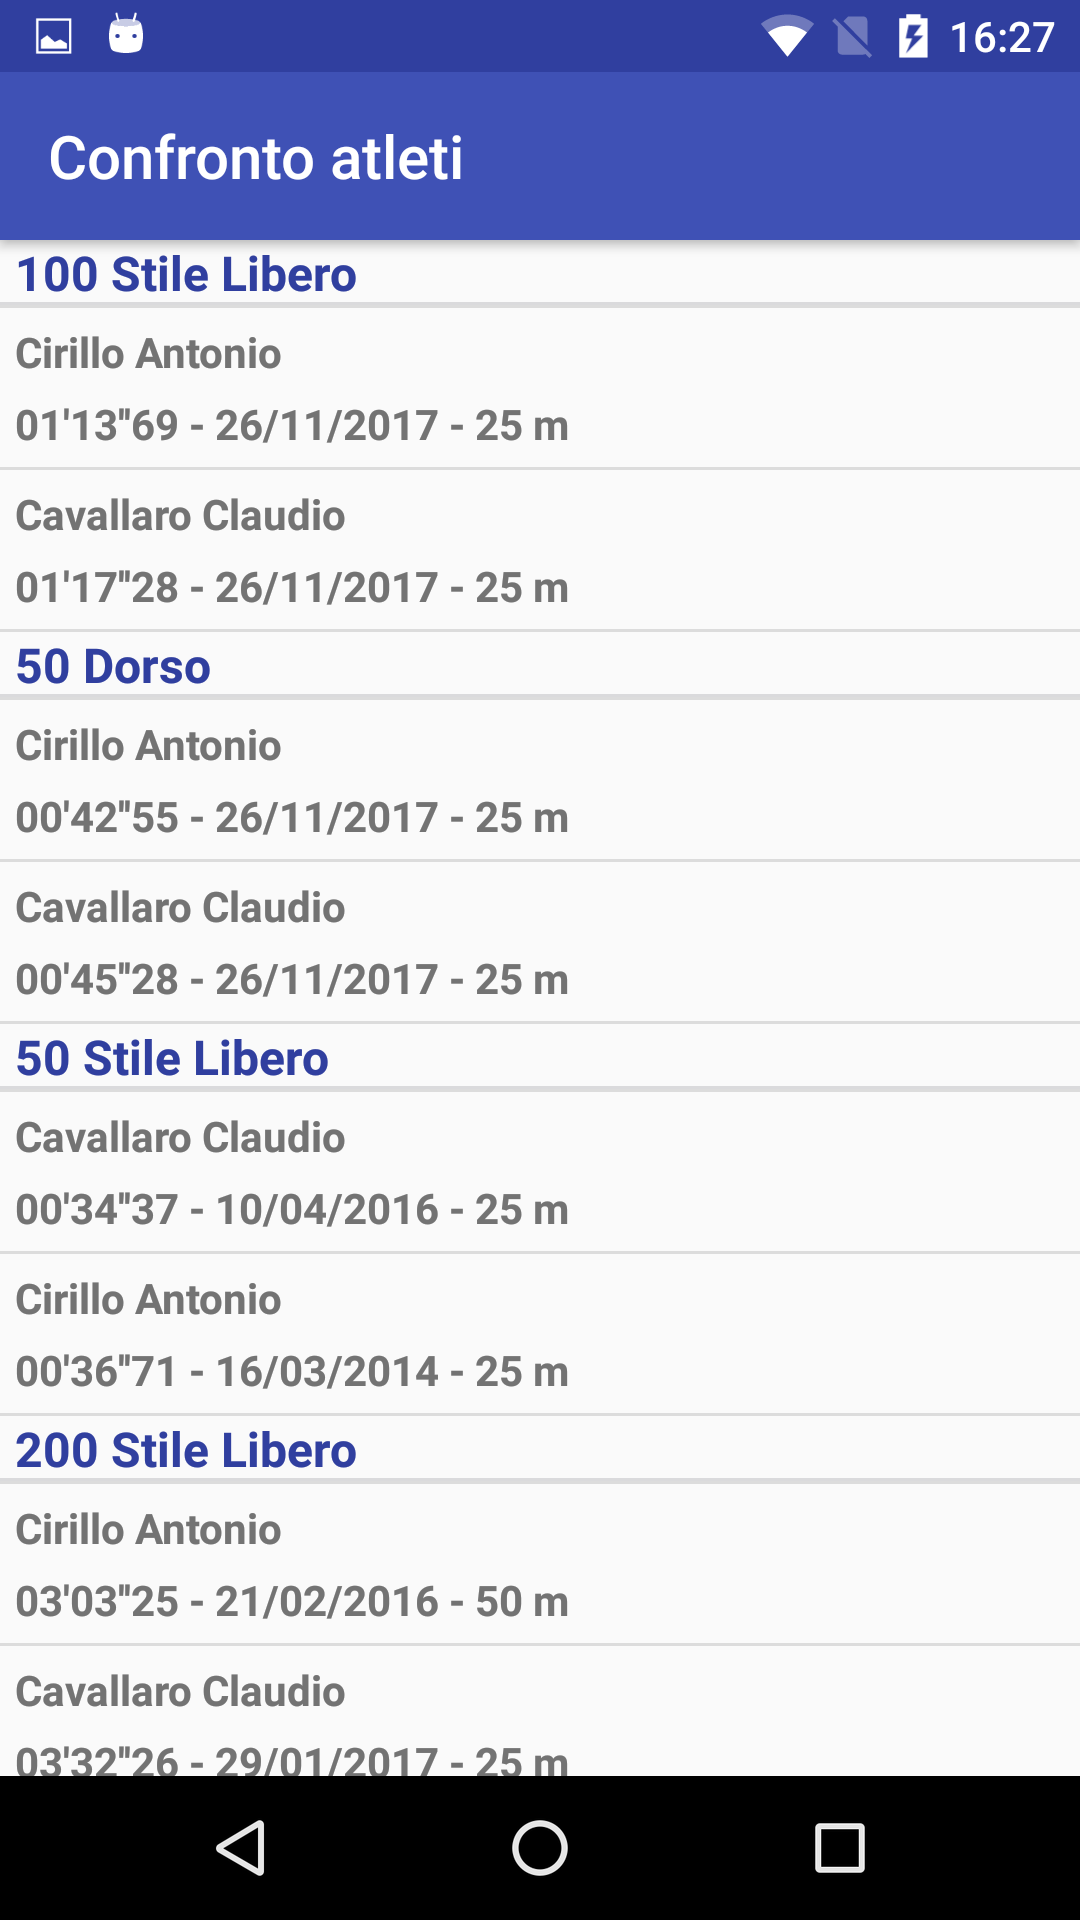 16:27
Confronto atleti
100 Stile Libero
Cirillo Antonio
01'13"69 - 26/11/2017 - 25 m
Cavallaro Claudio
01'17"28 - 26/11/2017 - 25 m
50 Dorso
Cirillo Antonio
00'42"55 - 26/11/2017 - 25 m
Cavallaro Claudio
00'45"28 - 26/11/2017 - 25 m
50 Stile Libero
Cavallaro Claudio
00'34"37 - 10/04/2016 - 25 m
Cirillo Antonio
00'36"71 - 16/03/2014 - 25 m
200 Stile Libero
Cirillo Antonio
03'03"25 - 21/02/2016 - 50 m
Cavallaro Claudio
03'32"26 - 29/01/2017 - 25 m